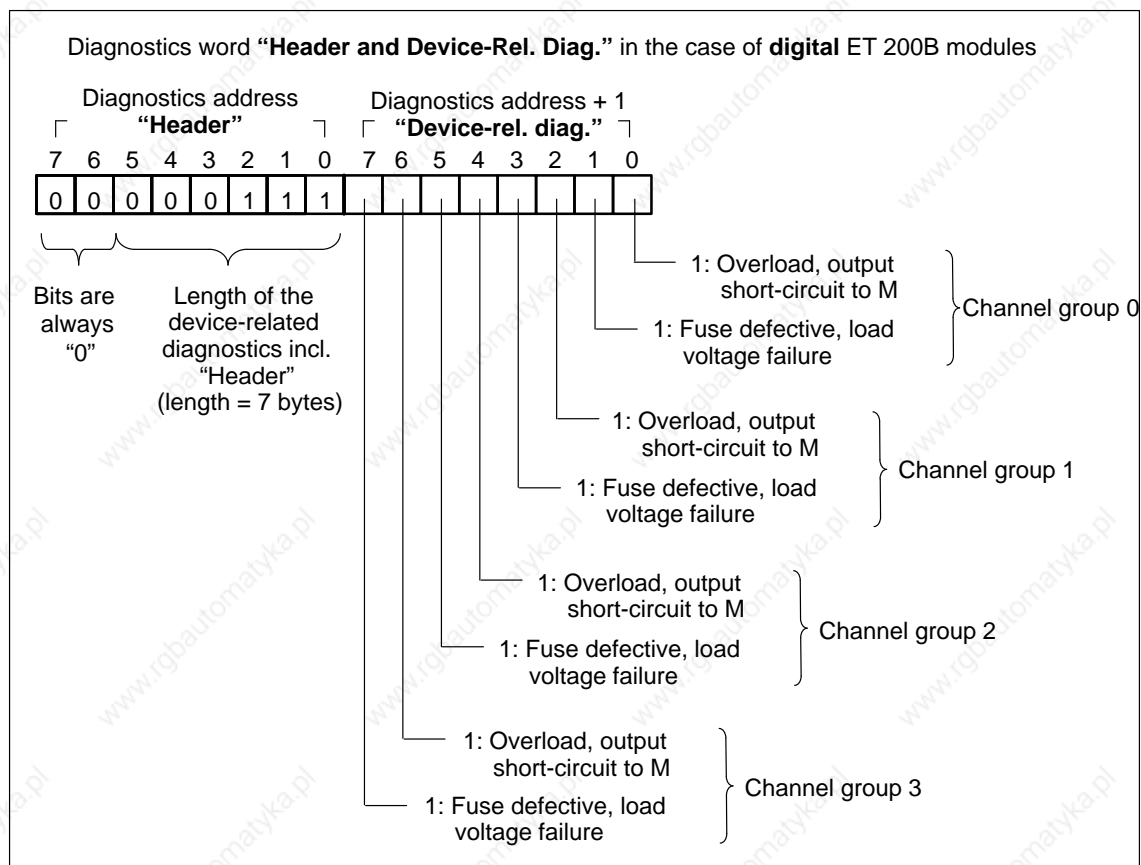 Diagnostics word “Header and Device-Rel. Diag.” in the case of digital ET 200B modules
Diagnostics address
“Header”
Diagnostics address + 1
“Device-rel. diag.”
7 6 5 4 3 2 1 0 7 6 5 4 3 2 1 0
0 0 0 0 0 1 1 1
Bits are
always
“0”
Length of the
device-related
diagnostics incl.
“Header”
(length = 7 bytes)
1: Overload, output
short-circuit to M
1: Fuse defective, load
voltage failure
Channel group 0
1: Overload, output
short-circuit to M
1: Fuse defective, load
voltage failure
Channel group 1
1: Overload, output
short-circuit to M
1: Fuse defective, load
voltage failure
Channel group 2
1: Overload, output
short-circuit to M
1: Fuse defective, load
voltage failure
Channel group 3
www.rgbautomatyka.pl